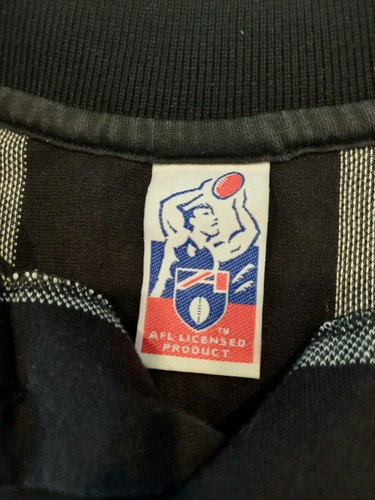 TM
AFL LICENSED
PRODUCT